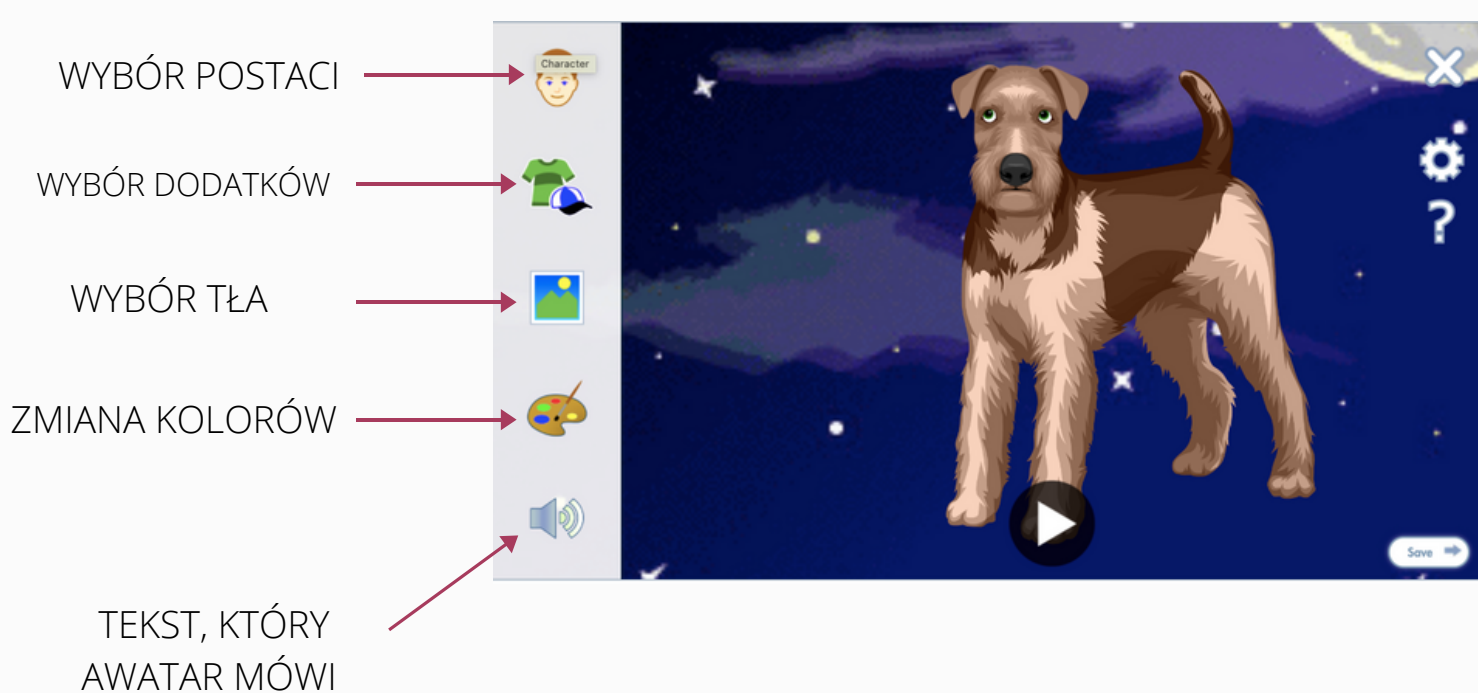 WYBÓR POSTACI
Character
WYBÓR DODATKÓW
WYBÓR TŁA
ZMIANA KOLORÓW
TEKST, KTÓRY
AWATAR MÓWI
?
Save